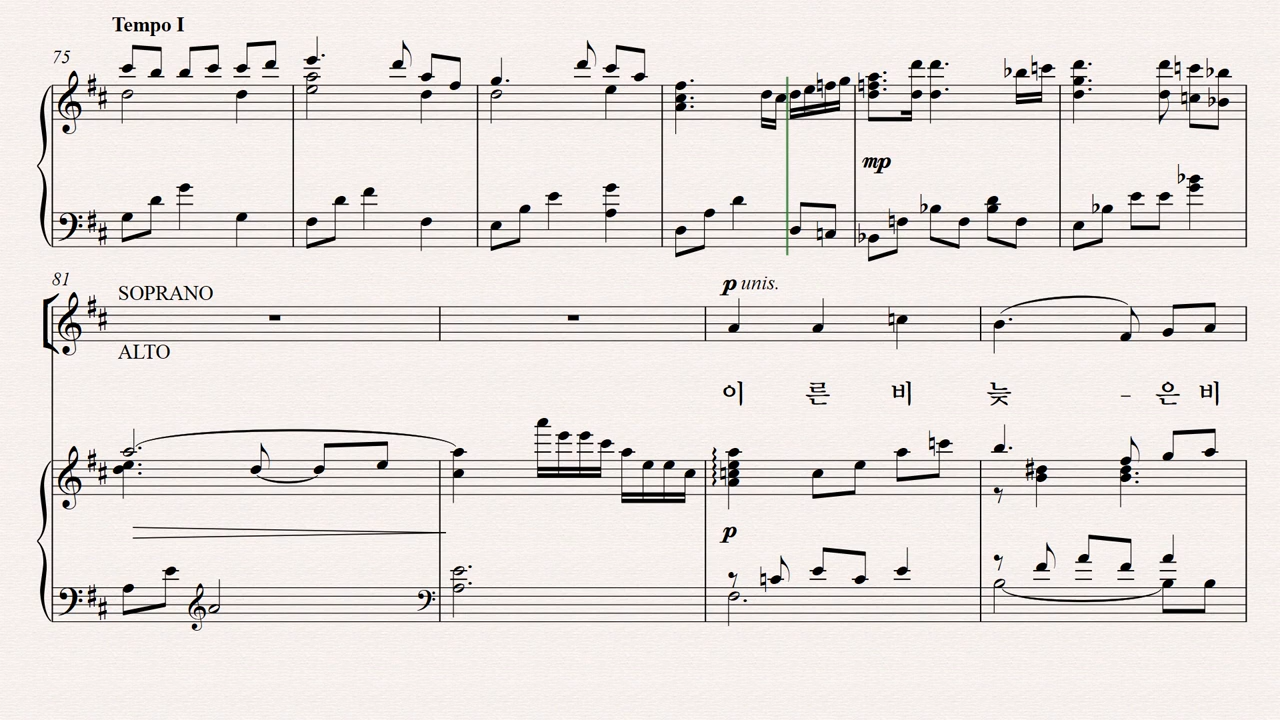 Tempo I
75
mp
81
SOPRANO
p unis.
ALTO
이 른 비 늦 - 은 비
p